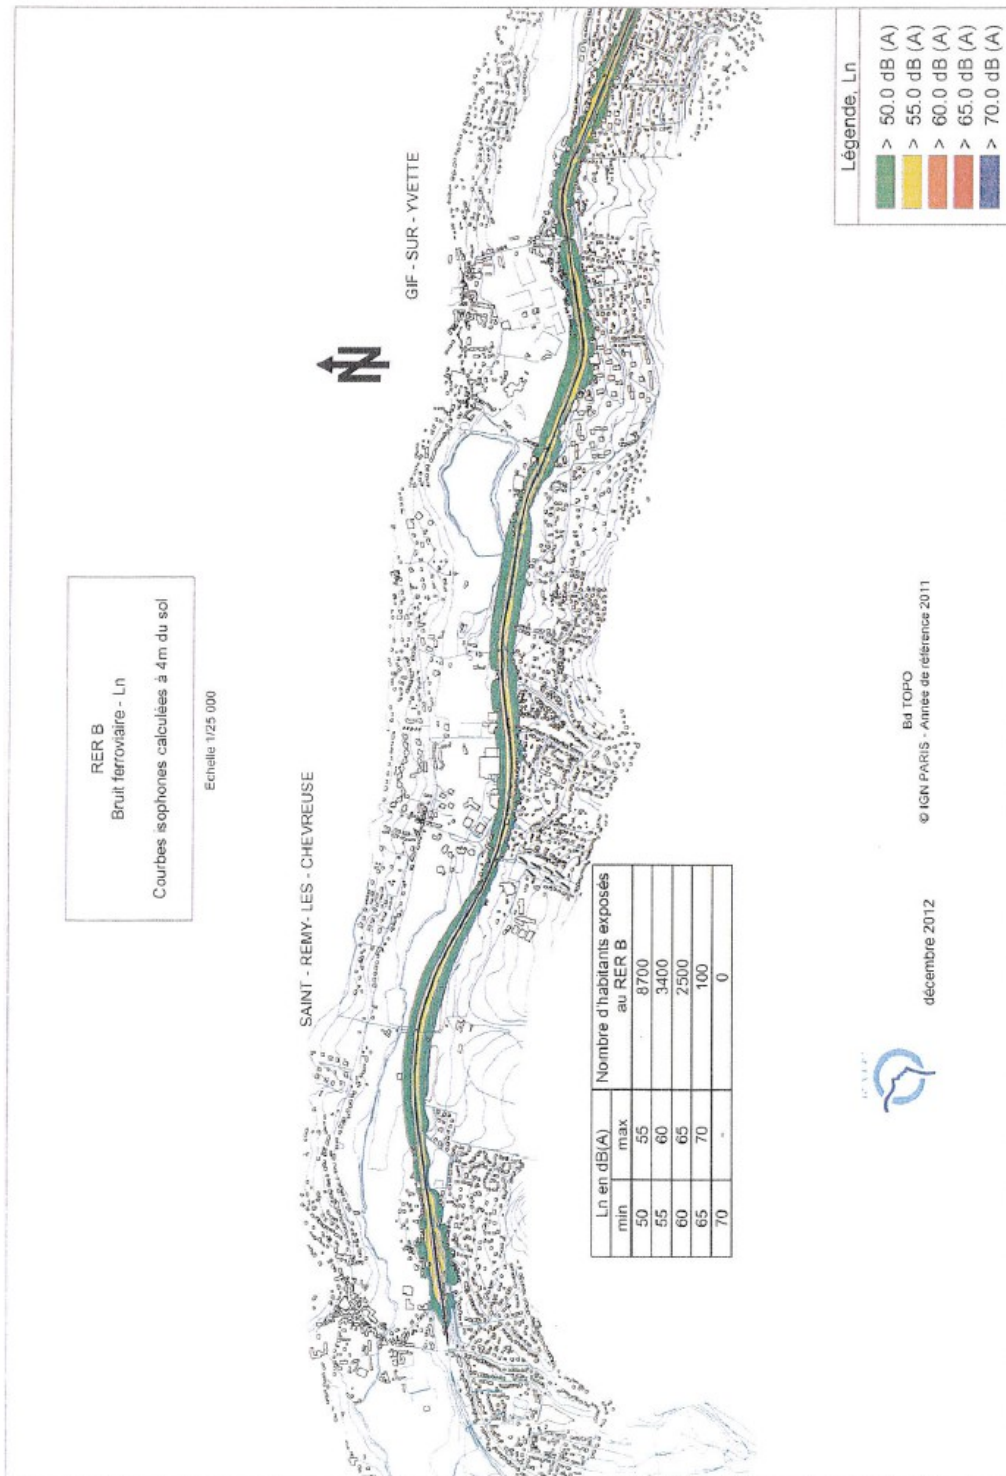 RER B
Bruit ferroviaire - Ln
Courbes isophones calculées à 4m du sol
Echelle 1/25 000
SAINT - REMY - LES - CHEVREUSE
GIF - SUR - YVETTE
N
Ln en dB(A) Nombre d'habitants exposés
min max au RER B
50 55 8700
55 60 3400
60 65 2500
65 70 100
70 - 0
décembre 2012
Bd TOPO
© IGN PARIS - Année de référence 2011
Légende, Ln
> 50.0 dB (A)
> 55.0 dB (A)
> 60.0 dB (A)
> 65.0 dB (A)
> 70.0 dB (A)